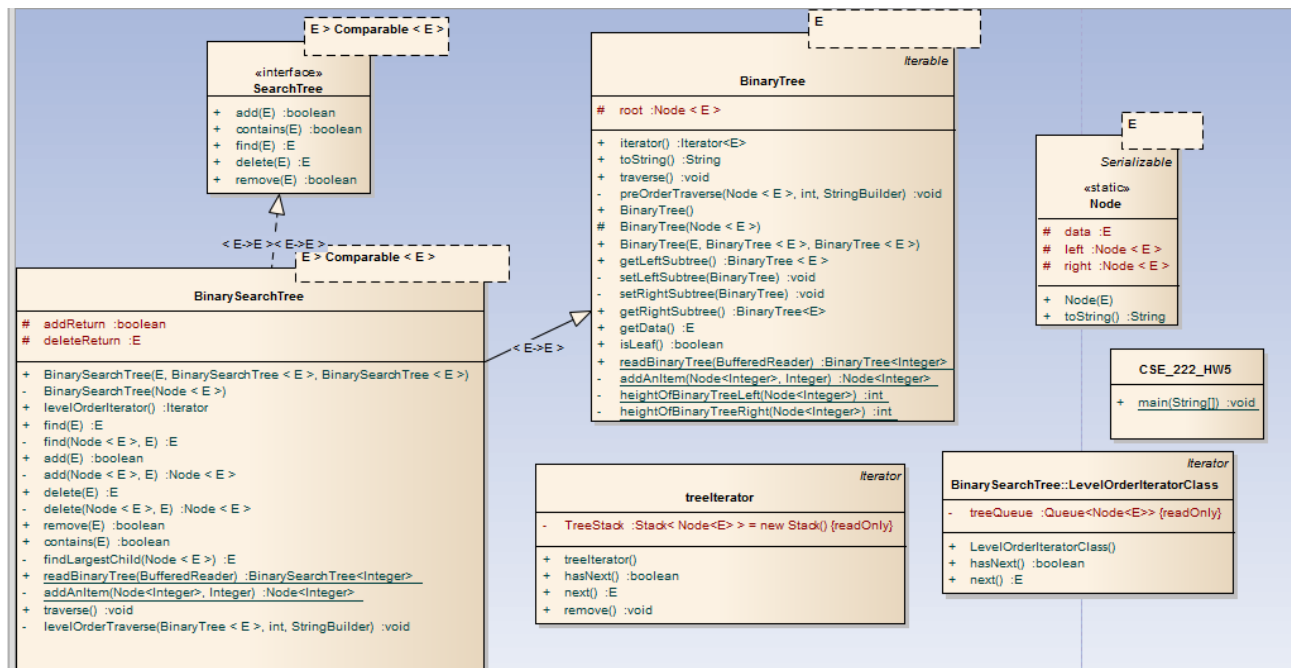 E > Comparable < E >
«interface»
SearchTree
+ add(E) :boolean
+ contains(E) :boolean
+ find(E) :E
+ delete(E) :E
+ remove(E) :boolean
< E->E >< E->E >
E > Comparable < E >
BinarySearchTree
# addReturn :boolean
# deleteReturn :E
+ BinarySearchTree(E, BinarySearchTree < E >, BinarySearchTree < E >)
- BinarySearchTree(Node < E >)
+ levelOrderIterator() :Iterator
+ find(E) :E
- find(Node < E >, E) :E
+ add(E) :boolean
- add(Node < E >, E) :Node < E >
+ delete(E) :E
- delete(Node < E >, E) :Node < E >
+ remove(E) :boolean
+ contains(E) :boolean
- findLargestChild(Node < E >) :E
+ readBinaryTree(BufferedReader) :BinarySearchTree<Integer>
- addAnItem(Node<Integer>, Integer) :Node<Integer>
+ traverse() :void
- levelOrderTraverse(BinaryTree < E >, int, StringBuilder) :void
< E->E >
E
Iterable
BinaryTree
# root :Node < E >
+ iterator() :Iterator<E>
+ toString() :String
+ traverse() :void
- preOrderTraverse(Node < E >, int, StringBuilder) :void
+ BinaryTree()
# BinaryTree(Node < E >)
+ BinaryTree(E, BinaryTree < E >, BinaryTree < E >)
+ getLeftSubtree() :BinaryTree < E >
- setLeftSubtree(BinaryTree) :void
- setRightSubtree(BinaryTree) :void
+ getRightSubtree() :BinaryTree<E>
+ getData() :E
+ isLeaf() :boolean
+ readBinaryTree(BufferedReader) :BinaryTree<Integer>
- addAnItem(Node<Integer>, Integer) :Node<Integer>
- heightOfBinaryTreeLeft(Node<Integer>) :int
- heightOfBinaryTreeRight(Node<Integer>) :int
E
Serializable
«static»
Node
# data :E
# left :Node < E >
# right :Node < E >
+ Node(E)
+ toString() :String
CSE_222_HW5
+ main(String[]) :void
Iterator
treeIterator
- TreeStack :Stack< Node<E> > = new Stack() {readOnly}
+ treeIterator()
+ hasNext() :boolean
+ next() :E
+ remove() :void
Iterator
BinarySearchTree::LevelOrderIteratorClass
- treeQueue :Queue<Node<E>> {readOnly}
+ LevelOrderIteratorClass()
+ hasNext() :boolean
+ next() :E